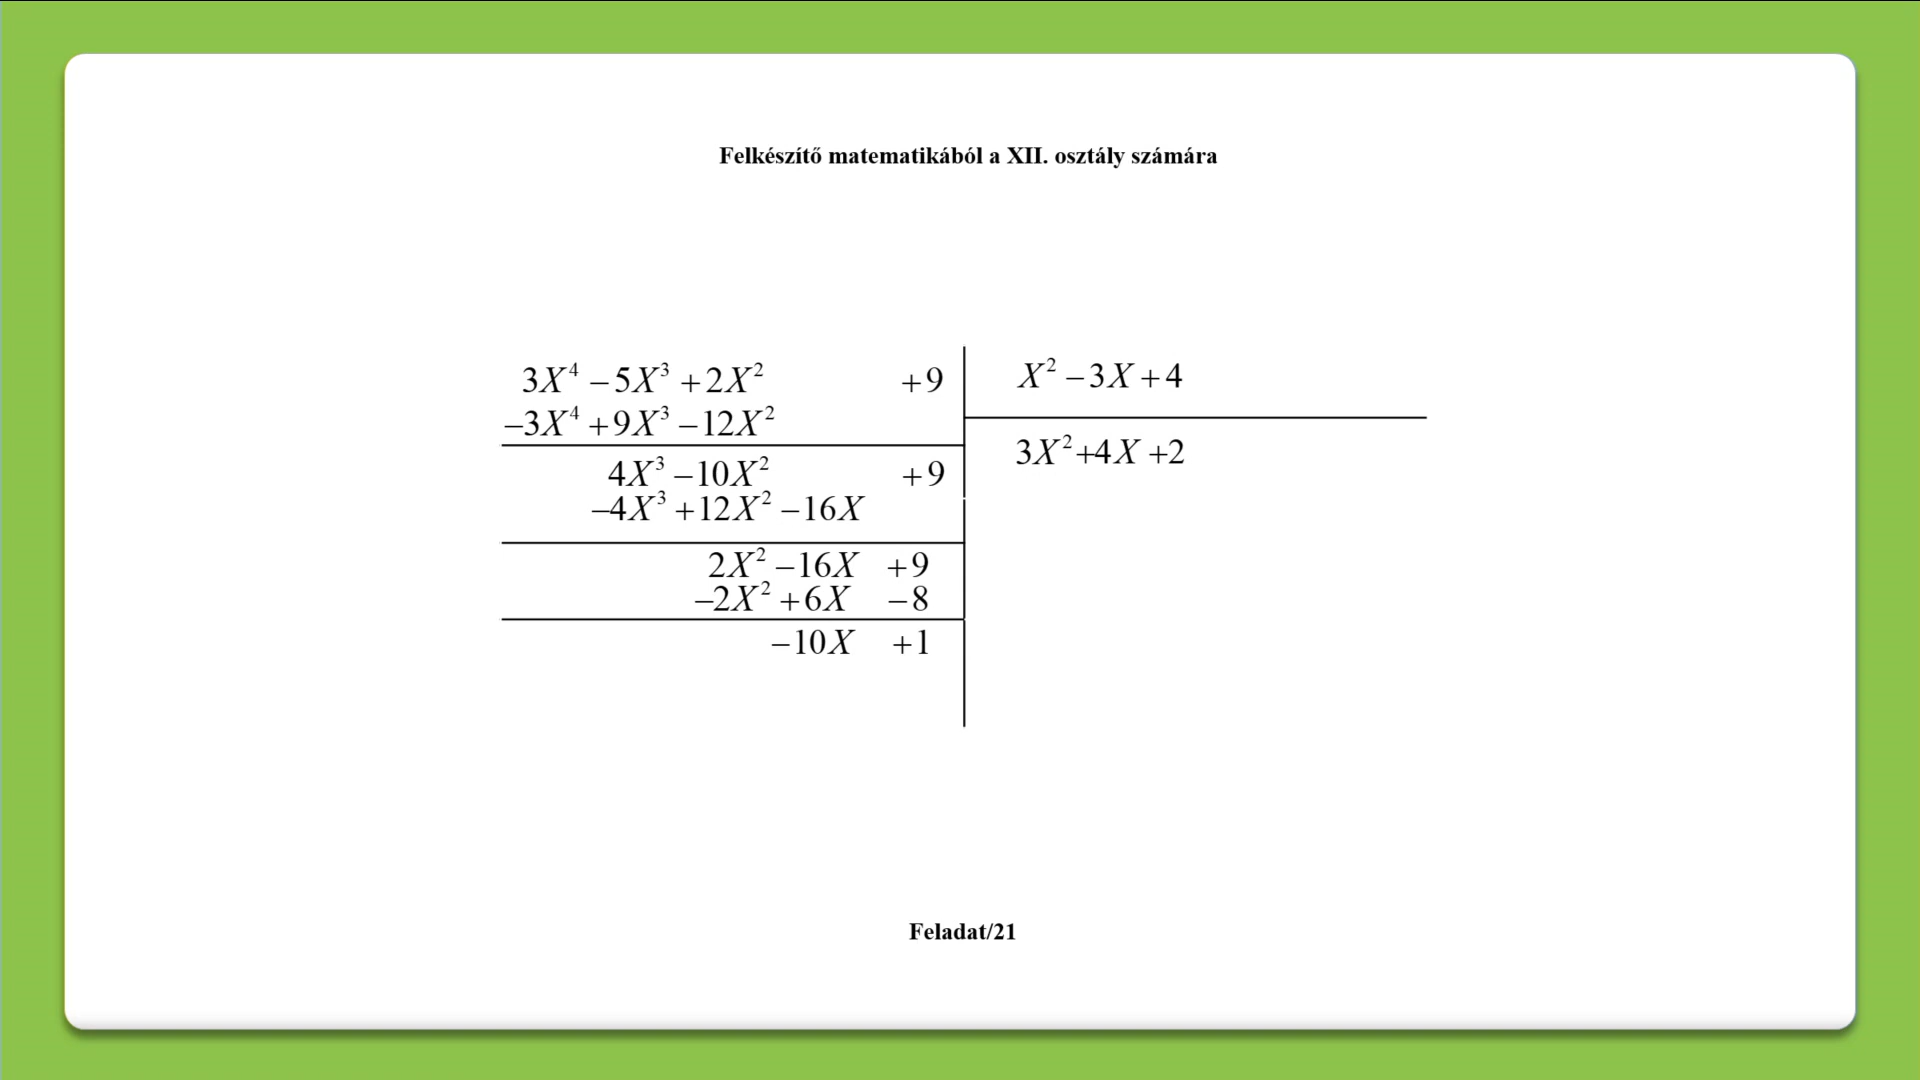 Felkészítő matematikából a XII. osztály számára
3X⁴ − 5X³ + 2X² + 9
X² − 3X + 4
−3X⁴ + 9X³ − 12X²
3X² + 4X + 2
4X³ − 10X² + 9
−4X³ + 12X² − 16X
2X² − 16X + 9
−2X² + 6X − 8
−10X + 1
Feladat/21